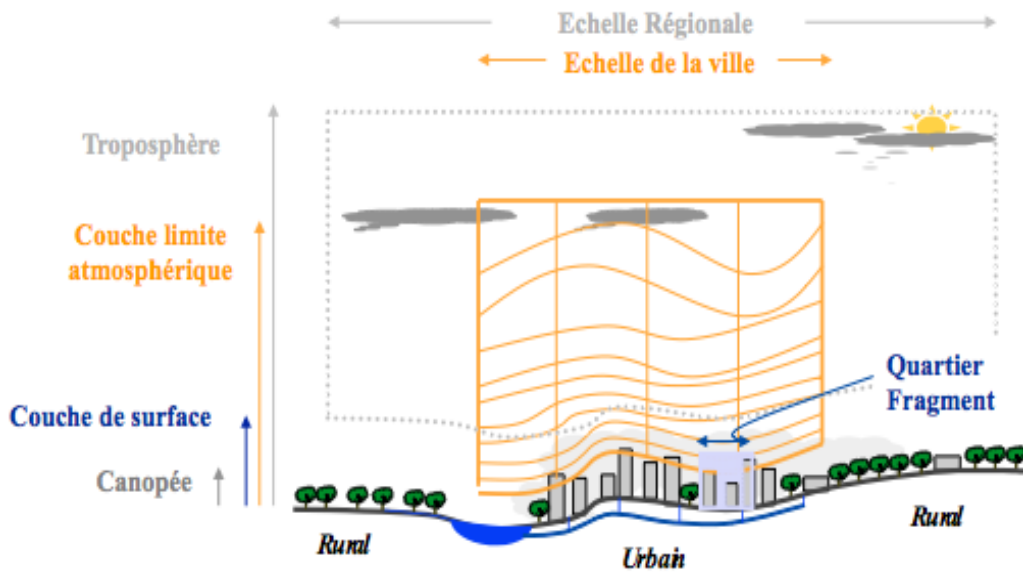 Echelle Régionale
Echelle de la ville
Troposphère
Couche limite
atmosphérique
Quartier
Fragment
Couche de surface
Canopée
Rural
Urbain
Rural